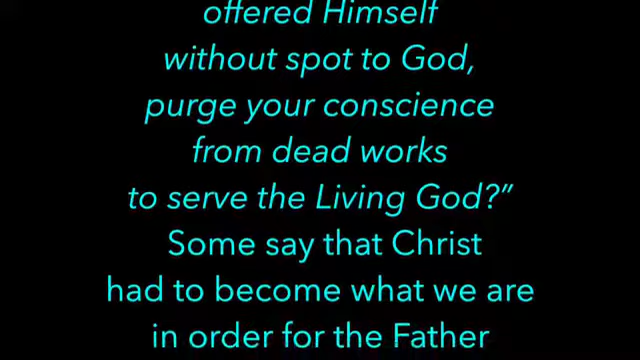 offered Himself
without spot to God,
purge your conscience
from dead works
to serve the Living God?”
Some say that Christ
had to become what we are
in order for the Father